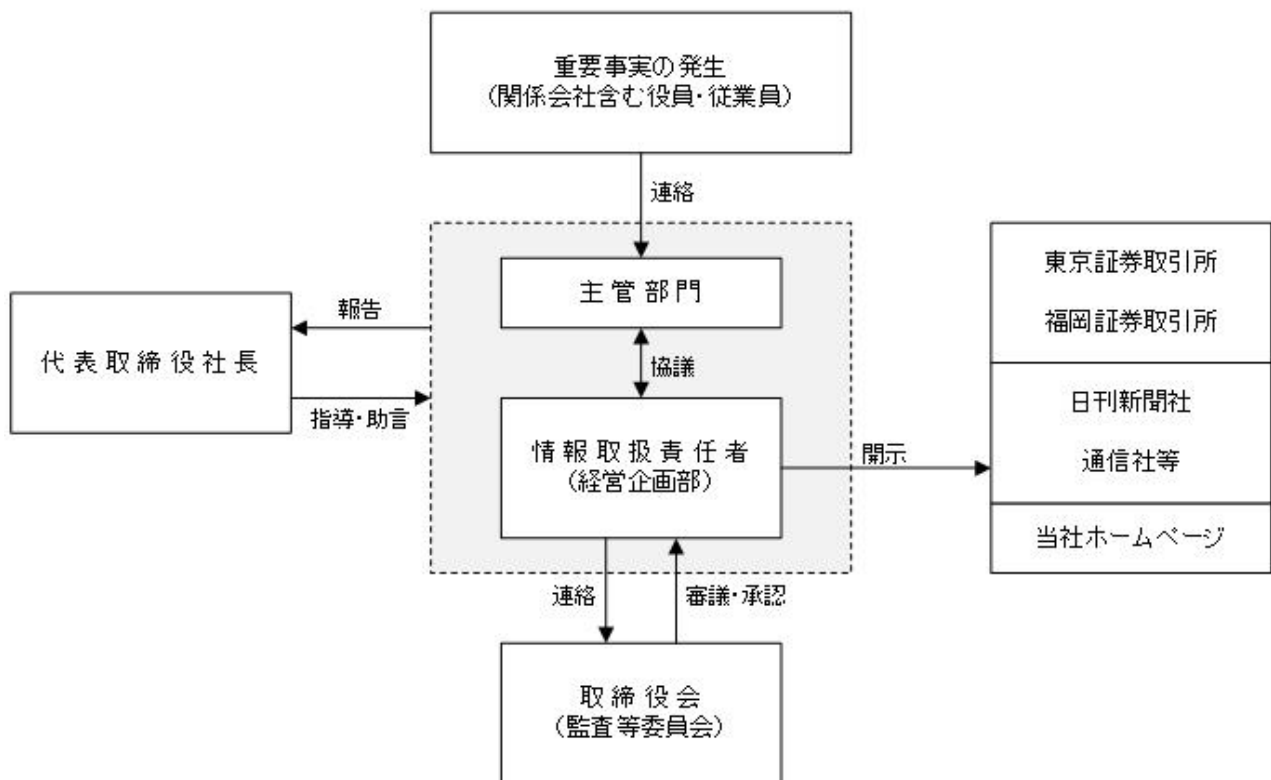 重要事実の発生
(関係会社含む役員・従業員)
連絡
主管部門
報告
代表取締役社長
指導・助言
協議
情報取扱責任者
(経営企画部)
開示
東京証券取引所
福岡証券取引所
日刊新聞社
通信社等
当社ホームページ
連絡
審議・承認
取締役会
(監査等委員会)